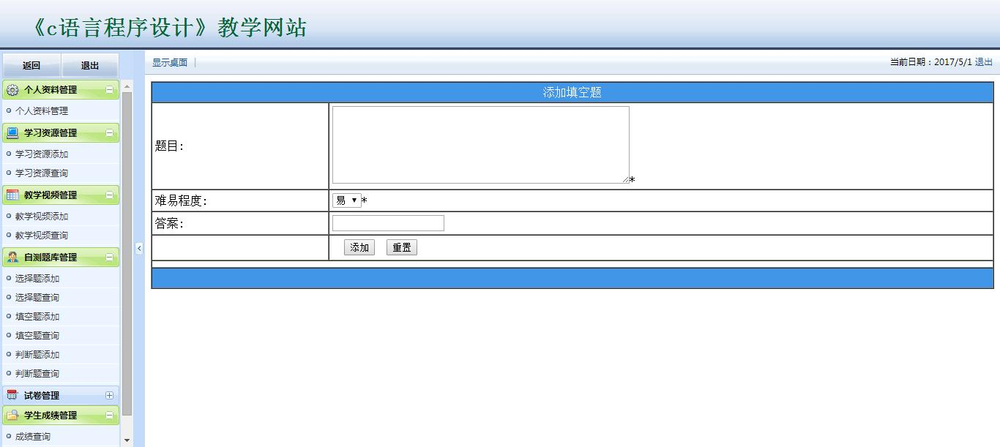 《c语言程序设计》教学网站
返回 退出
显示桌面
当前日期：2017/5/1 退出
个人资料管理
个人资料管理
学习资源管理
学习资源添加
学习资源查询
教学视频管理
教学视频添加
教学视频查询
自测题库管理
选择题添加
选择题查询
填空题添加
填空题查询
判断题添加
判断题查询
试卷管理
学生成绩管理
成绩查询
添加填空题
题目:
*
难易程度:
易 *
答案:
添加 重置